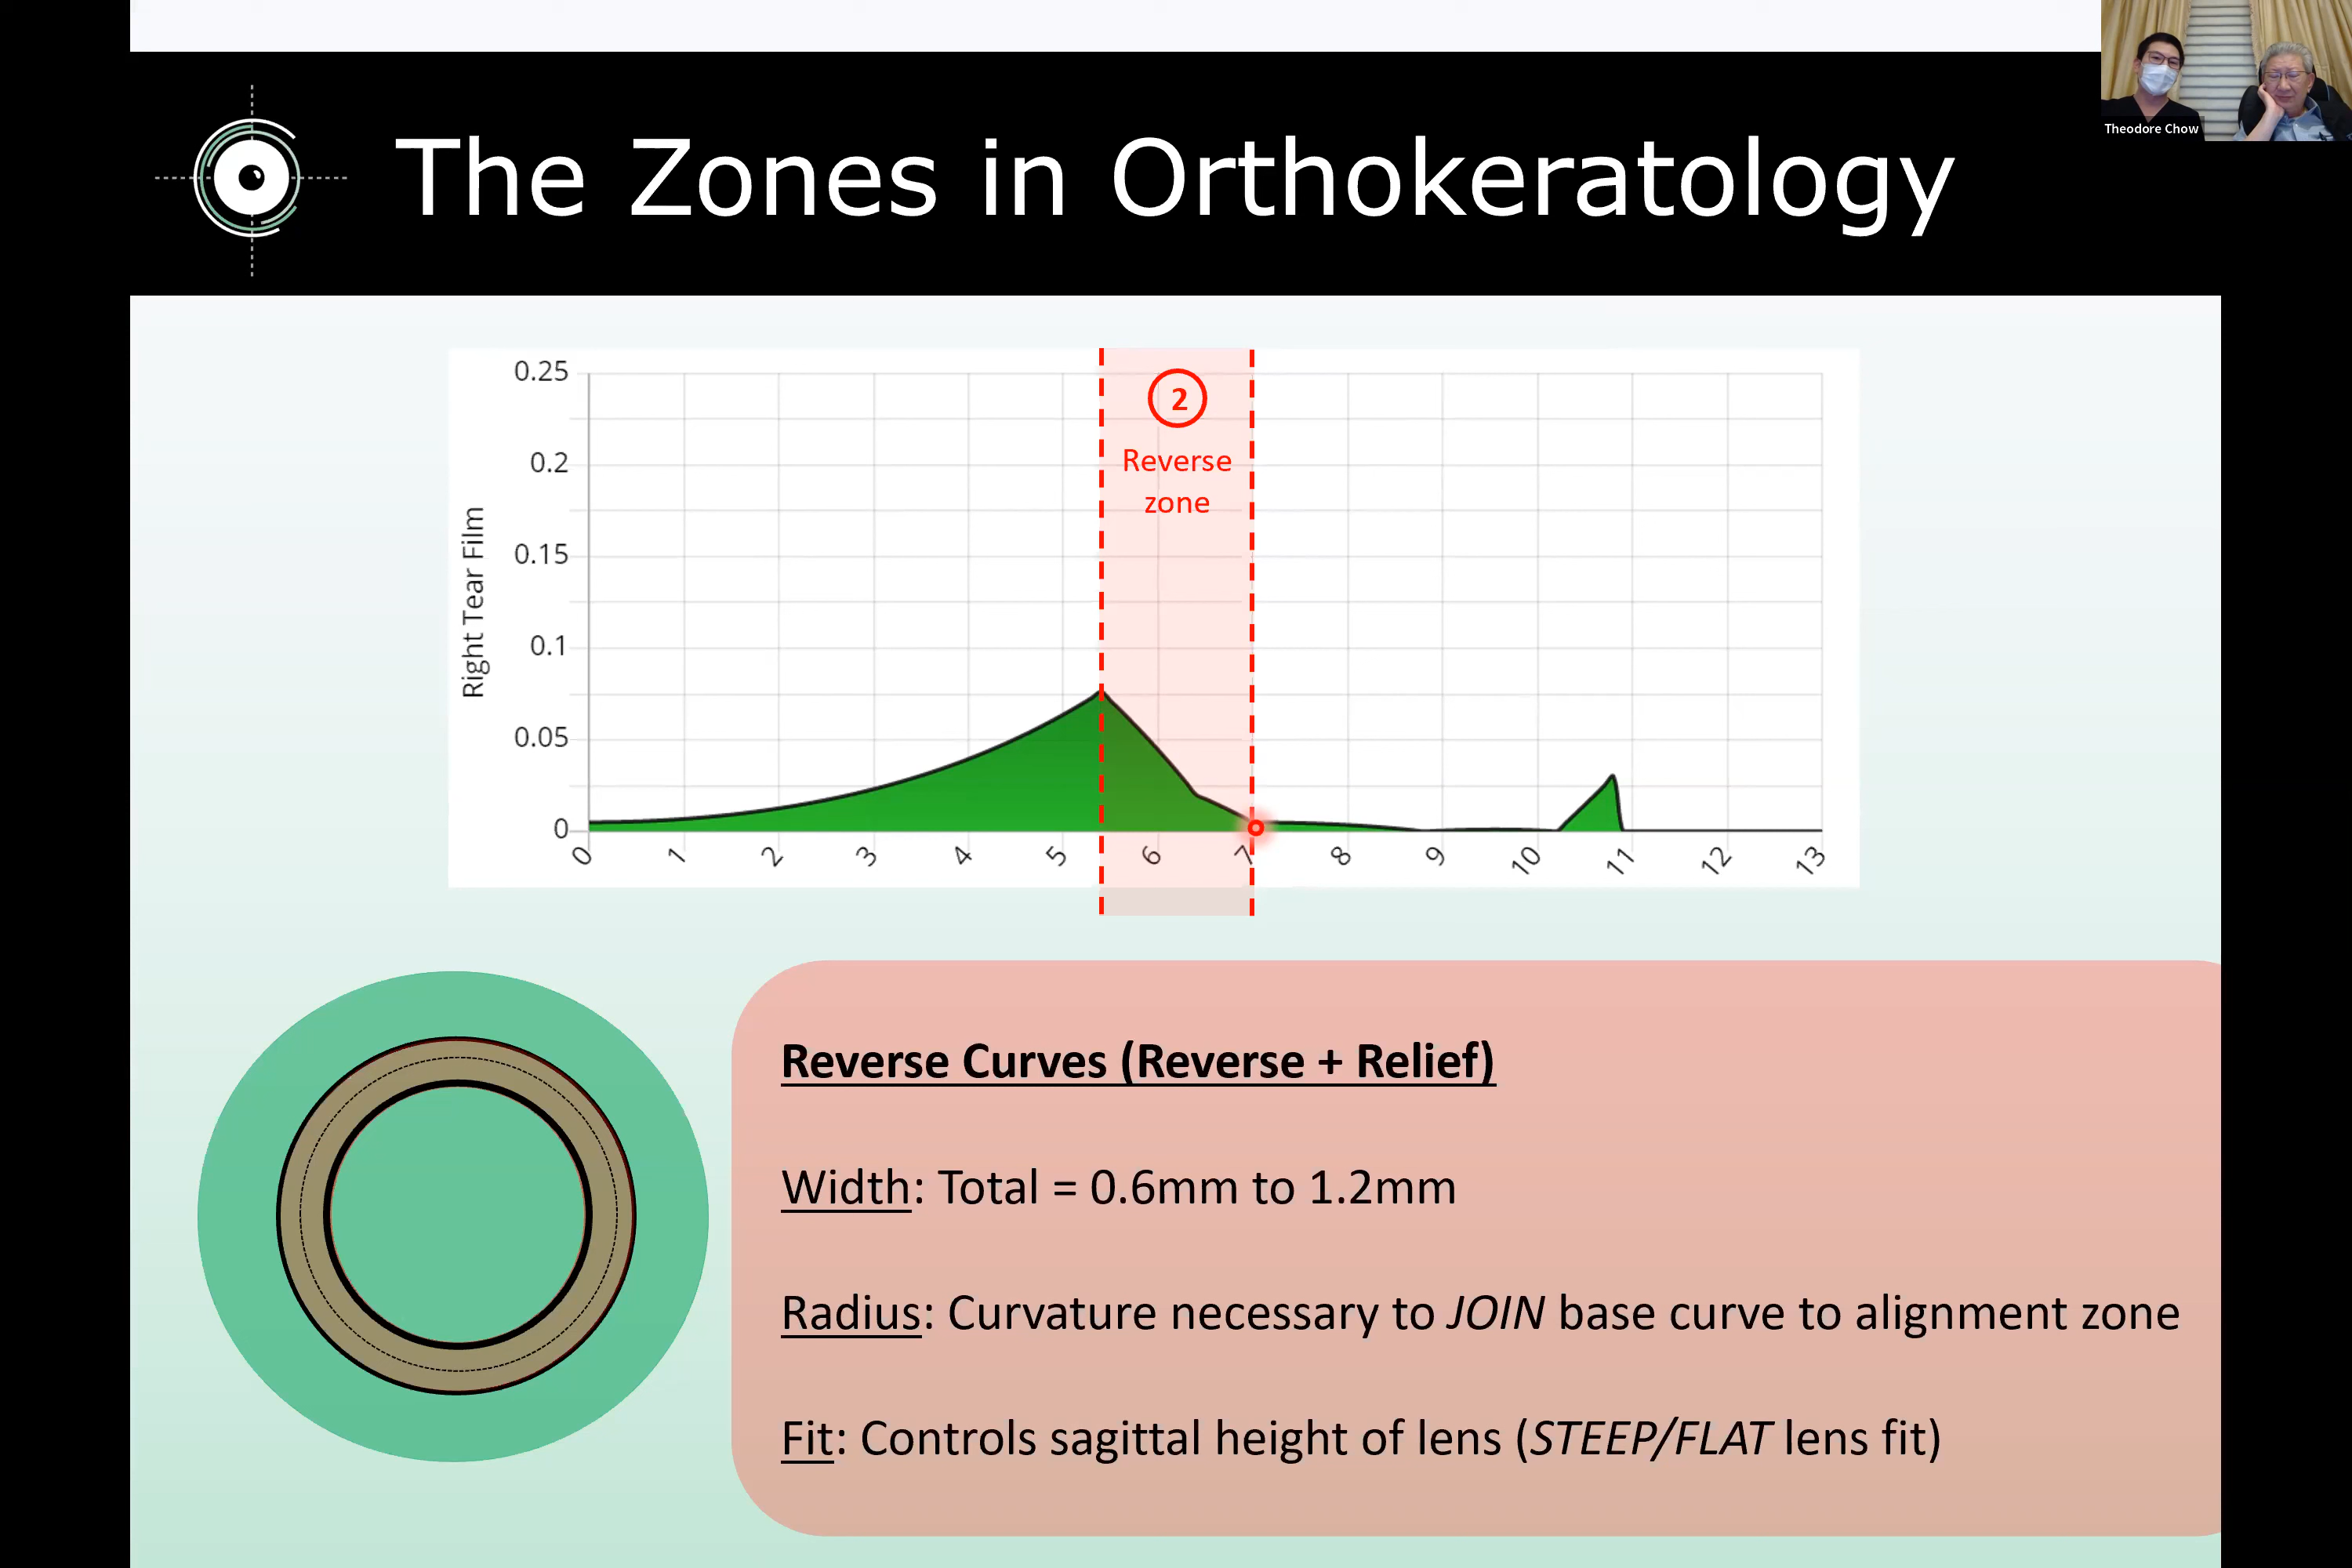 Theodore Chow
The Zones in Orthokeratology
Right Tear Film
0.25
0.2
0.15
0.1
0.05
0
0 1 2 3 4 5 6 7 8 9 10 11 12 13
2
Reverse
zone
Reverse Curves (Reverse + Relief)
Width: Total = 0.6mm to 1.2mm
Radius: Curvature necessary to JOIN base curve to alignment zone
Fit: Controls sagittal height of lens (STEEP/FLAT lens fit)